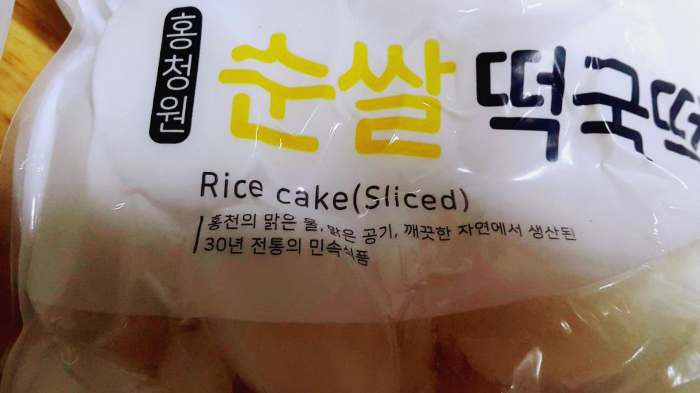 홍청원
순쌀 떡국떡
Rice cake(Sliced)
홍천의 맑은 물, 맑은 공기, 깨끗한 자연에서 생산된
30년 전통의 민속식품